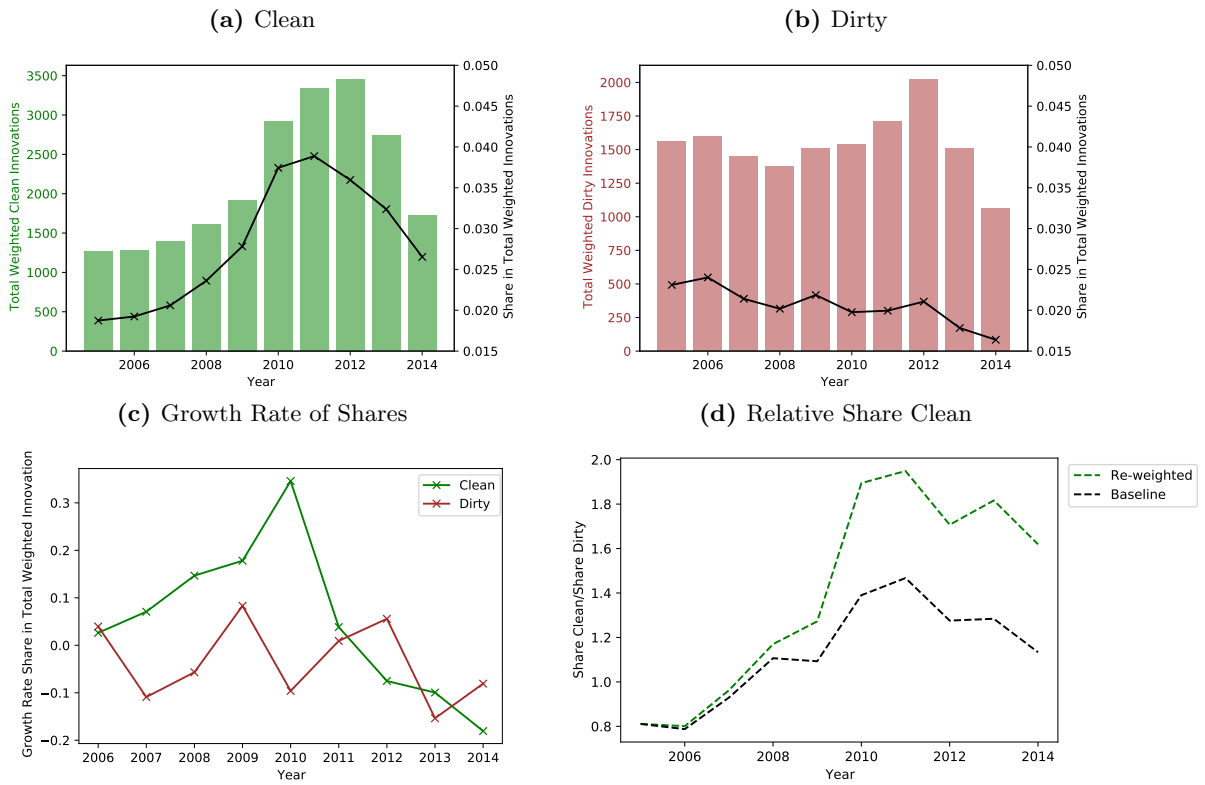 (a) Clean
Total Weighted Clean Innovations
3500
3000
2500
2000
1500
1000
500
0
2006 2008 2010 2012 2014
Year
0.050
0.045
0.040
0.035
0.030
0.025
0.020
0.015
Share in Total Weighted Innovations
(b) Dirty
Total Weighted Dirty Innovations
2000
1750
1500
1250
1000
750
500
250
0
2006 2008 2010 2012 2014
Year
0.050
0.045
0.040
0.035
0.030
0.025
0.020
0.015
Share in Total Weighted Innovations
(c) Growth Rate of Shares
Growth Rate Share in Total Weighted Innovation
0.3
0.2
0.1
0.0
−0.1
−0.2
Clean
Dirty
2006 2007 2008 2009 2010 2011 2012 2013 2014
Year
(d) Relative Share Clean
Share Clean/Share Dirty
2.0
1.8
1.6
1.4
1.2
1.0
0.8
2006 2008 2010 2012 2014
Year
Re-weighted
Baseline